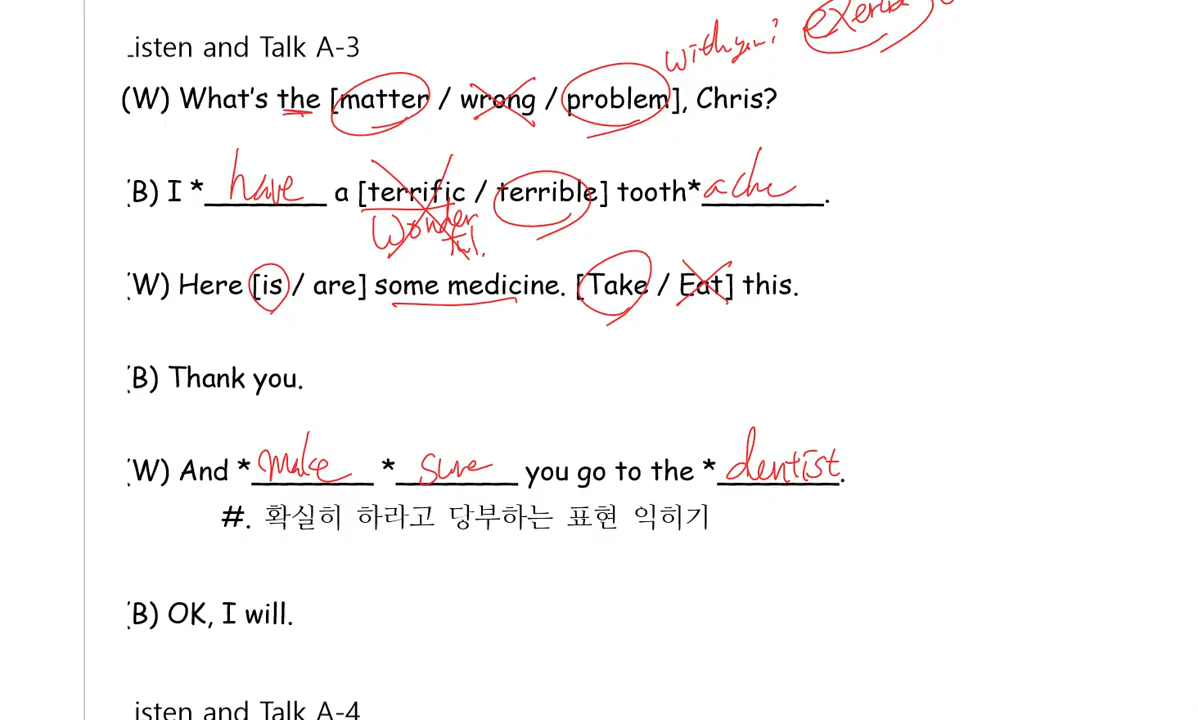 with you?
Listen and Talk A-3
(W) What's the [matter / wrong / problem], Chris?
B) I *have a [terrific / terrible] tooth*ache.
Wonderful.
W) Here [is / are] some medicine. [Take / Eat] this.
B) Thank you.
W) And *make *sure you go to the *dentist.
#. 확실히 하라고 당부하는 표현 익히기
B) OK, I will.
isten and Talk A-4